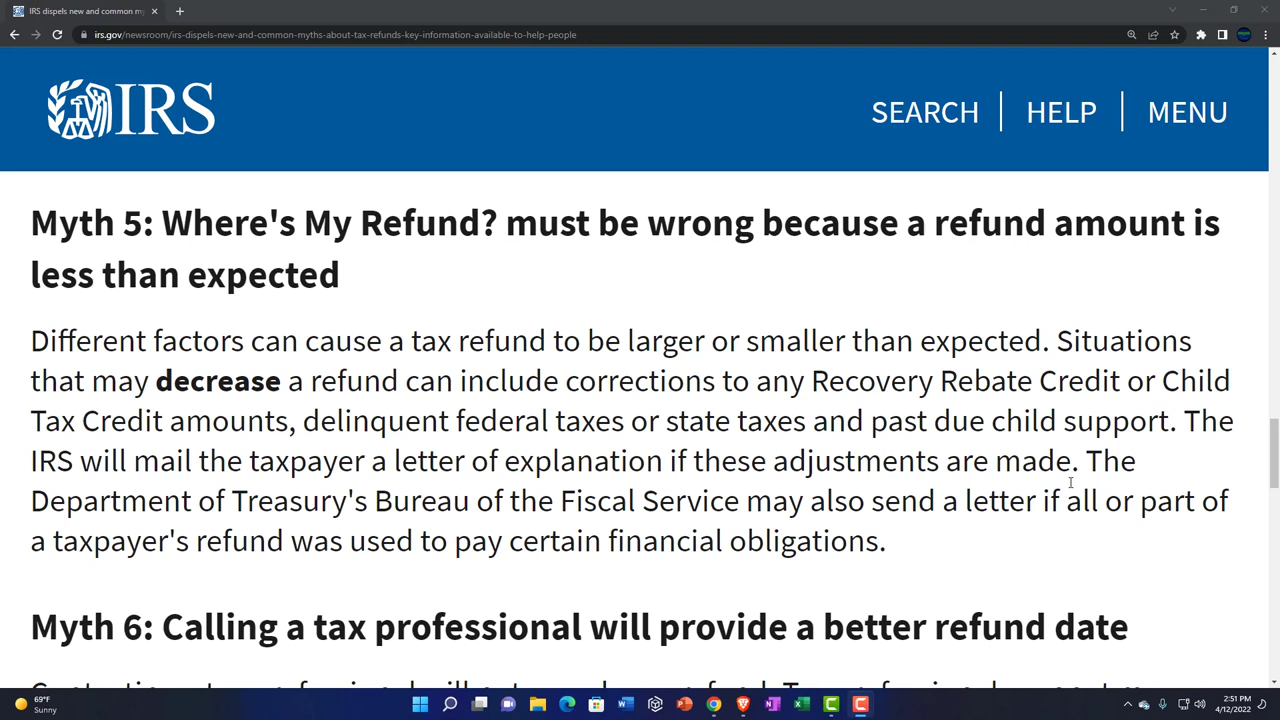 IRS dispels new and common my
irs.gov/newsroom/irs-dispels-new-and-common-myths-about-tax-refunds-key-information-available-to-help-people
IRS
SEARCH HELP MENU
Myth 5: Where's My Refund? must be wrong because a refund amount is
less than expected
Different factors can cause a tax refund to be larger or smaller than expected. Situations
that may decrease a refund can include corrections to any Recovery Rebate Credit or Child
Tax Credit amounts, delinquent federal taxes or state taxes and past due child support. The
IRS will mail the taxpayer a letter of explanation if these adjustments are made. The
Department of Treasury's Bureau of the Fiscal Service may also send a letter if all or part of
a taxpayer's refund was used to pay certain financial obligations.
Myth 6: Calling a tax professional will provide a better refund date
69°F
Sunny
2:51 PM
4/12/2022